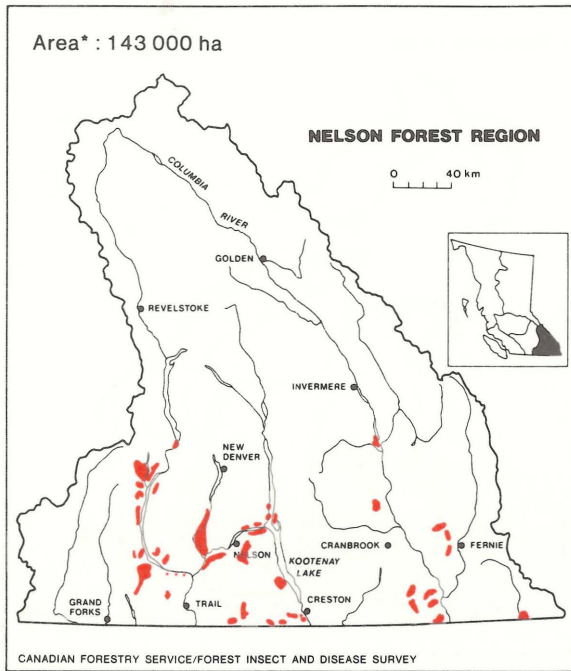 Area* : 143 000 ha
NELSON FOREST REGION
0 40 km
COLUMBIA
RIVER
GOLDEN
REVELSTOKE
INVERMERE
NEW
DENVER
NELSON
CRANBROOK
FERNIE
KOOTENAY
LAKE
GRAND
FORKS
TRAIL
CRESTON
CANADIAN FORESTRY SERVICE/FOREST INSECT AND DISEASE SURVEY